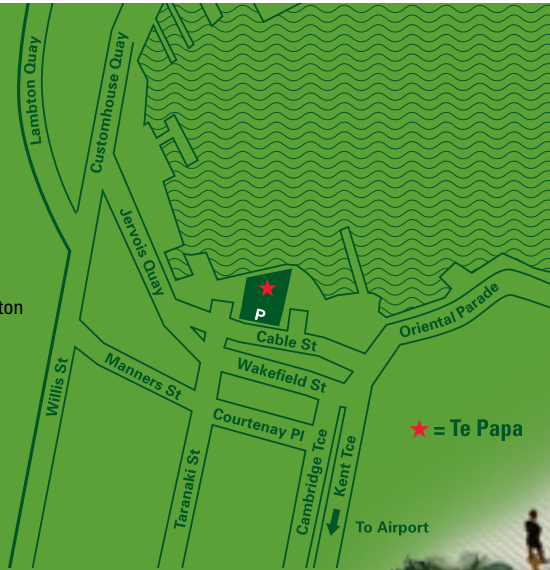 Lambton Quay
Customhouse Quay
Jervois Quay
ton
P
Cable St
Oriental Parade
Wakefield St
Willis St
Manners St
Courtenay Pl
★ = Te Papa
Taranaki St
Cambridge Tce
Kent Tce
To Airport